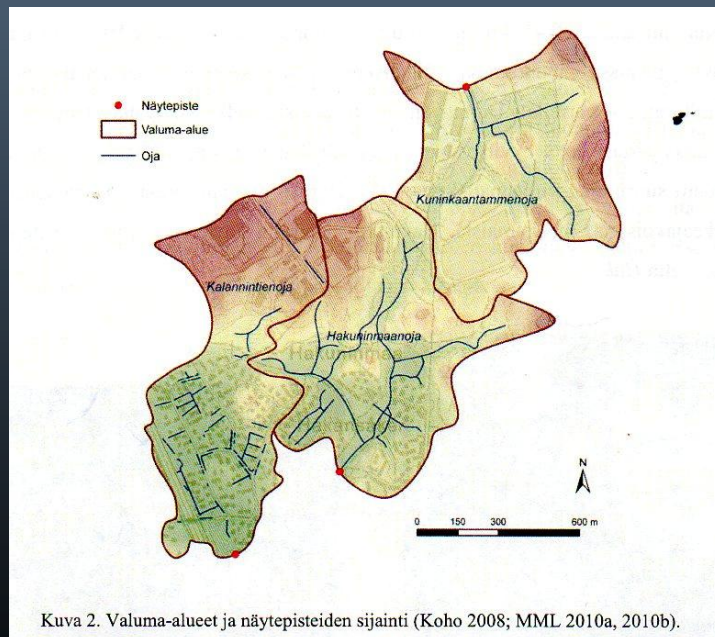 Näytepiste
Valuma-alue
Oja
Kuninkaantammenoja
Kalannintienoja
Hakuninmaanoja
N
0 150 300 600 m
Kuva 2. Valuma-alueet ja näytepisteiden sijainti (Koho 2008; MML 2010a, 2010b).